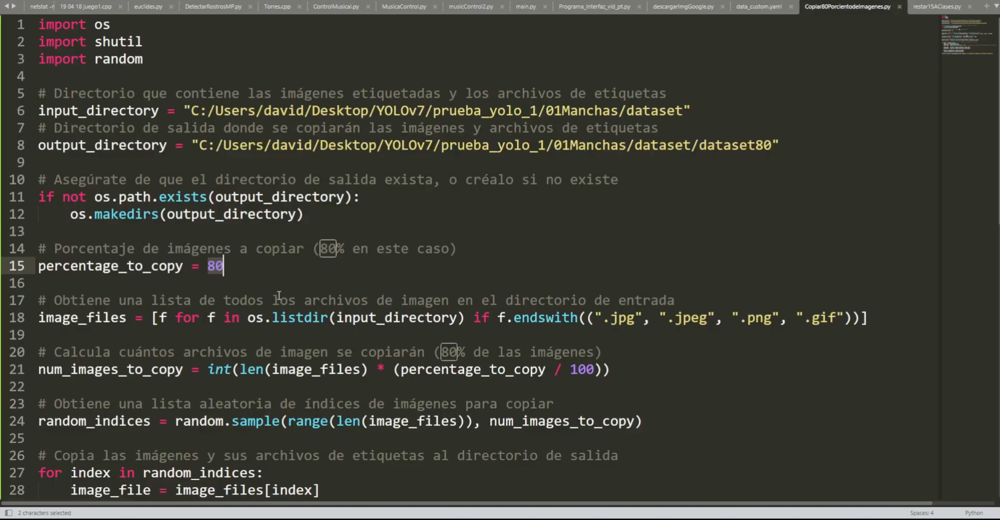 netstat -r 19 04 18 juego1.cpp euclides.py DetectarRostrosMP.py Torres.cpp ControlMusical.py MusicaControl.py musicControl2.py main.py Programa_Interfaz_vid_pt.py descargarImgGoogle.py data_custom.yaml Copiar80PorcientodeImagenes.py restar15AClases.py
1 import os
2 import shutil
3 import random
4
5 # Directorio que contiene las imágenes etiquetadas y los archivos de etiquetas
6 input_directory = "C:/Users/david/Desktop/YOLOv7/prueba_yolo_1/01Manchas/dataset"
7 # Directorio de salida donde se copiarán las imágenes y archivos de etiquetas
8 output_directory = "C:/Users/david/Desktop/YOLOv7/prueba_yolo_1/01Manchas/dataset/dataset80"
9
10 # Asegúrate de que el directorio de salida exista, o créalo si no existe
11 if not os.path.exists(output_directory):
12 os.makedirs(output_directory)
13
14 # Porcentaje de imágenes a copiar (80% en este caso)
15 percentage_to_copy = 80
16
17 # Obtiene una lista de todos los archivos de imagen en el directorio de entrada
18 image_files = [f for f in os.listdir(input_directory) if f.endswith((".jpg", ".jpeg", ".png", ".gif"))]
19
20 # Calcula cuántos archivos de imagen se copiarán (80% de las imágenes)
21 num_images_to_copy = int(len(image_files) * (percentage_to_copy / 100))
22
23 # Obtiene una lista aleatoria de índices de imágenes para copiar
24 random_indices = random.sample(range(len(image_files)), num_images_to_copy)
25
26 # Copia las imágenes y sus archivos de etiquetas al directorio de salida
27 for index in random_indices:
28 image_file = image_files[index]
2 characters selected Spaces: 4 Python